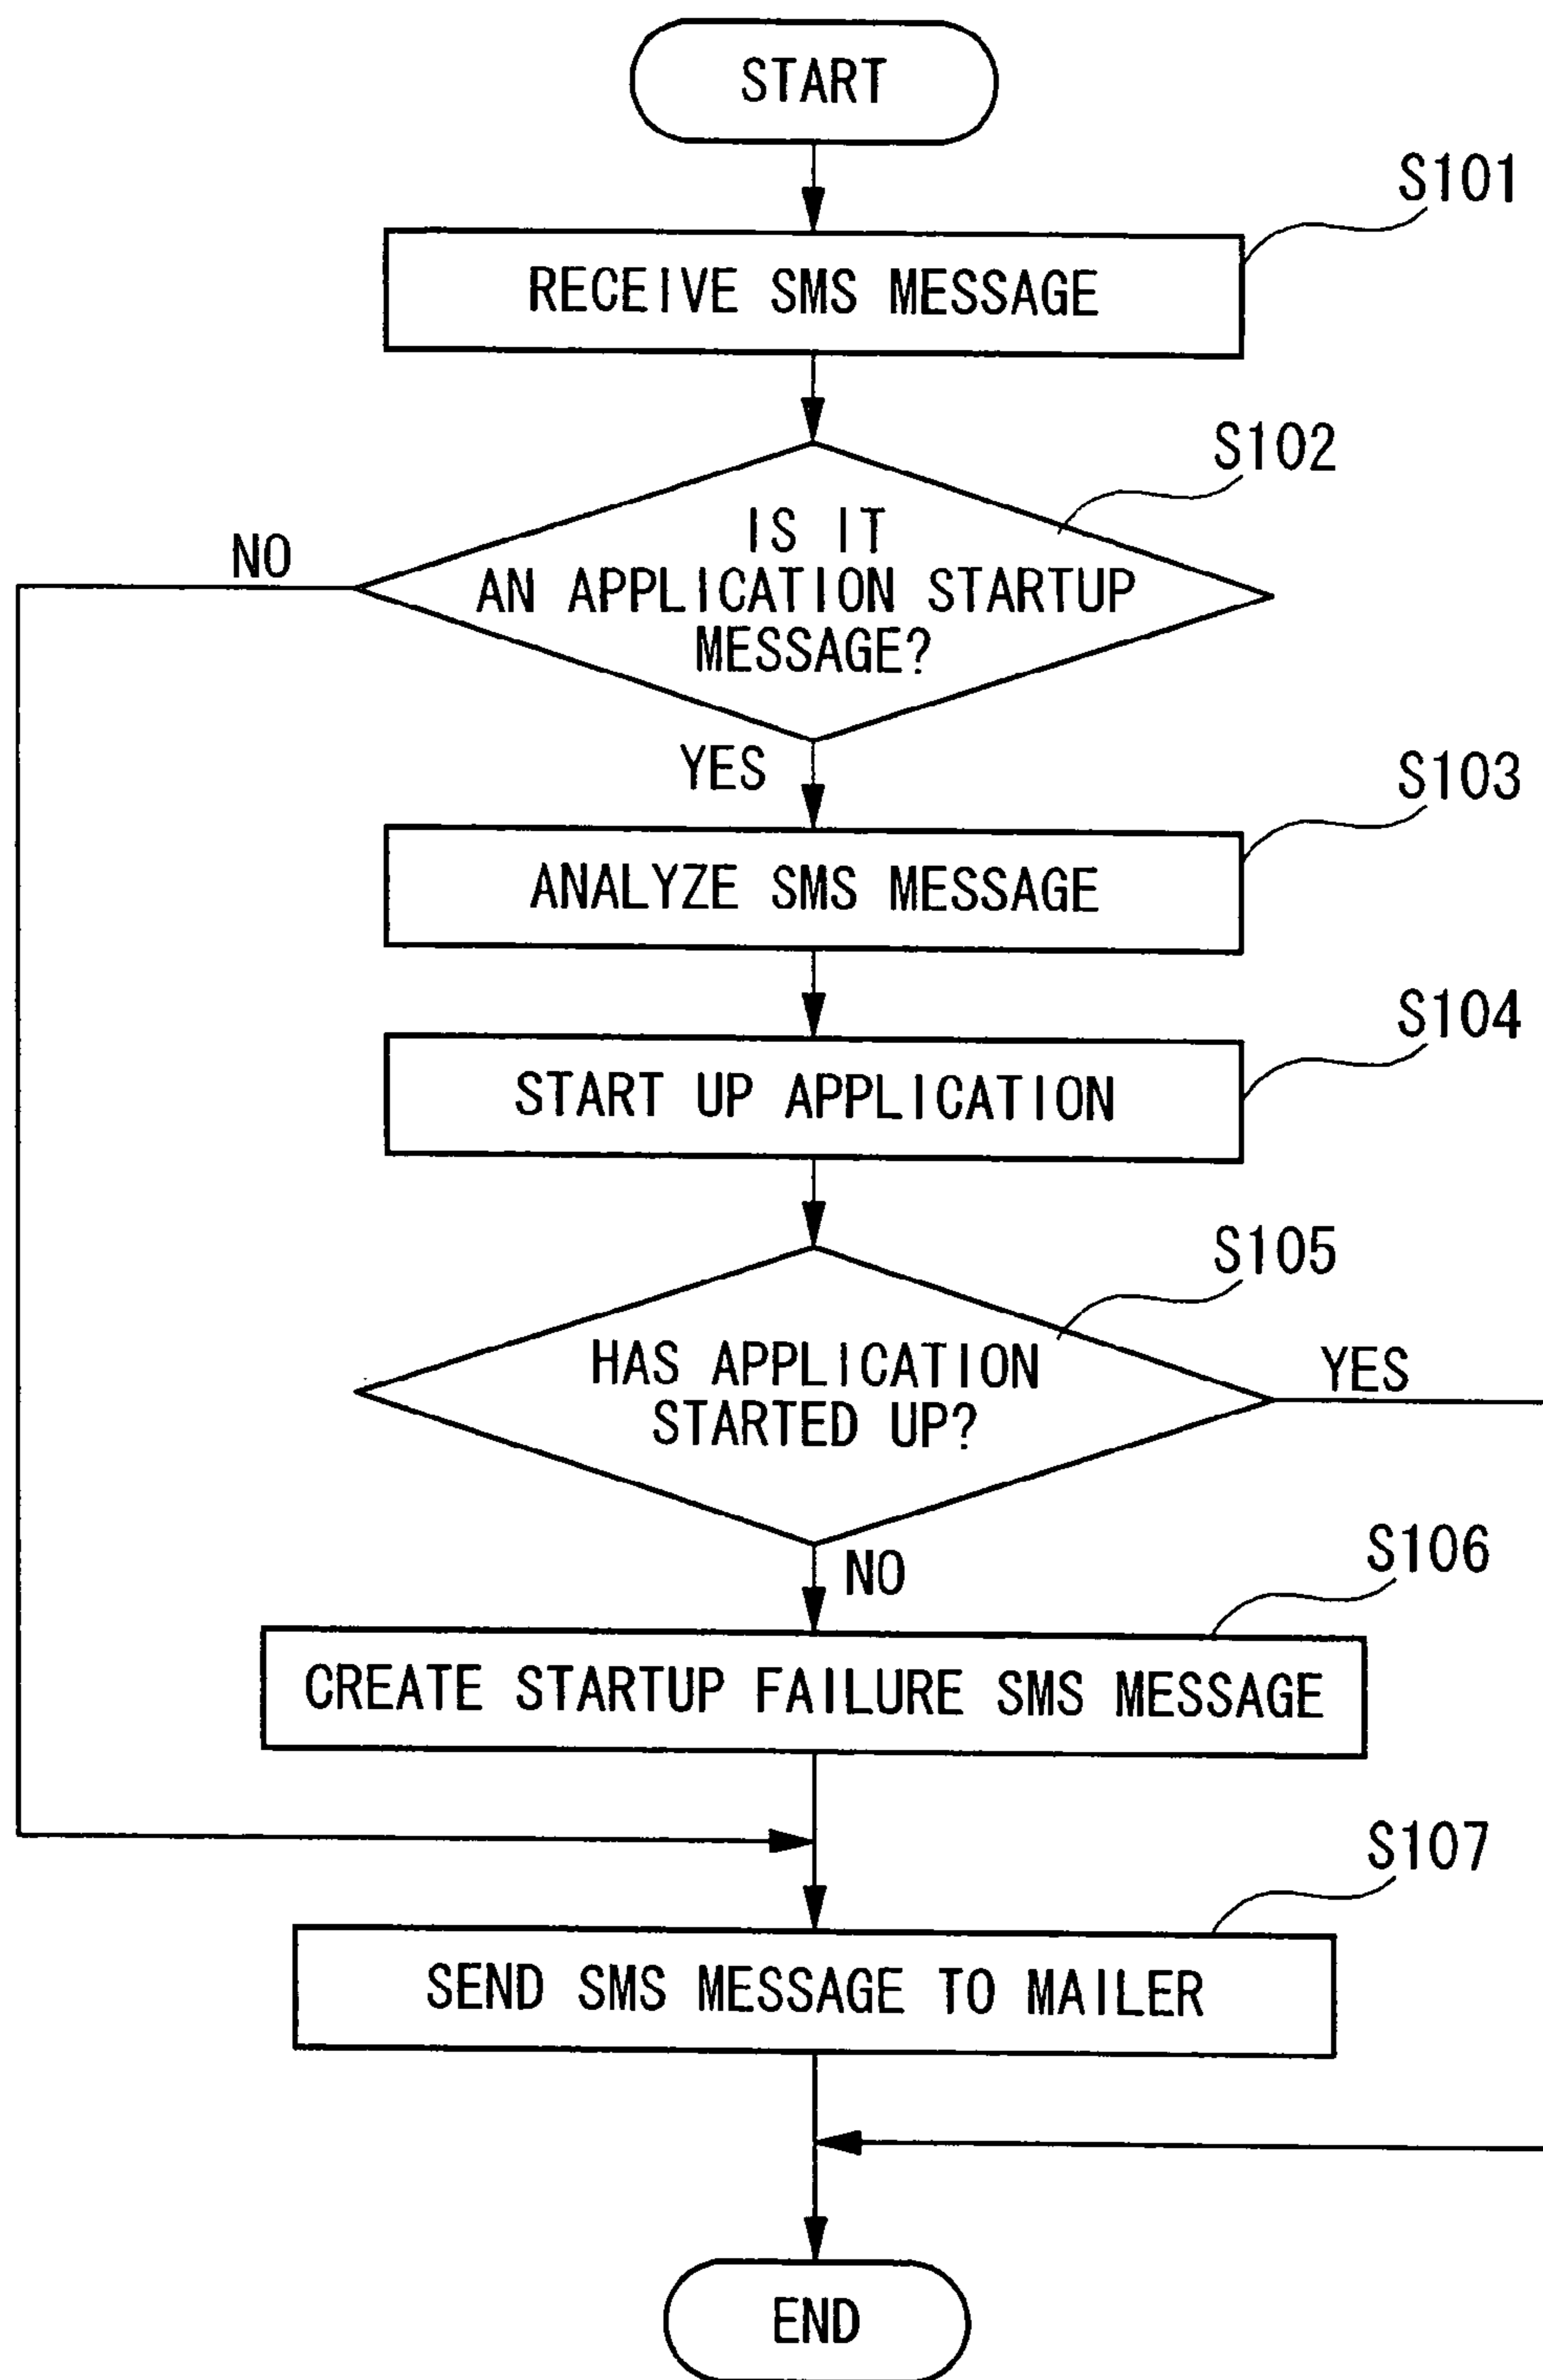 START
S101
RECEIVE SMS MESSAGE
S102
NO
IS IT
AN APPLICATION STARTUP
MESSAGE?
YES
S103
ANALYZE SMS MESSAGE
S104
START UP APPLICATION
S105
HAS APPLICATION
STARTED UP?
YES
NO
S106
CREATE STARTUP FAILURE SMS MESSAGE
S107
SEND SMS MESSAGE TO MAILER
END